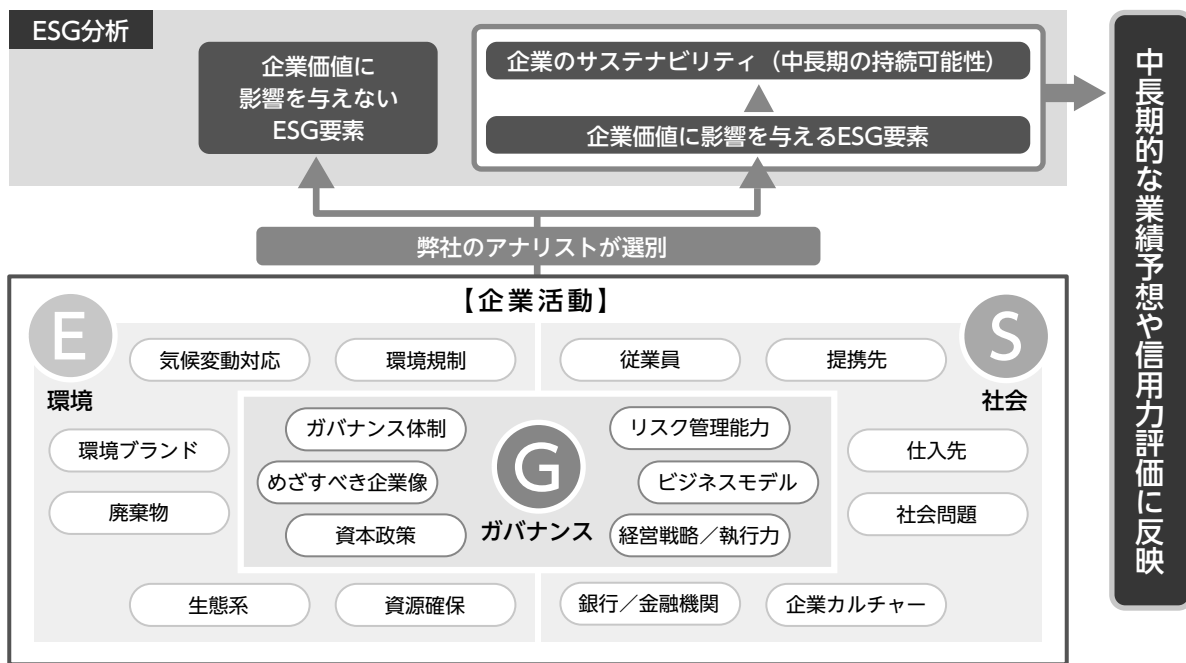 ESG分析
企業価値に
影響を与えない
ESG要素
企業のサステナビリティ（中長期の持続可能性）
企業価値に影響を与えるESG要素
中長期的な業績予想や信用力評価に反映
弊社のアナリストが選別
【企業活動】
E
環境
気候変動対応
環境規制
従業員
提携先
S
社会
環境ブランド
廃棄物
ガバナンス体制
めざすべき企業像
資本政策
G
ガバナンス
リスク管理能力
ビジネスモデル
経営戦略／執行力
仕入先
社会問題
生態系
資源確保
銀行／金融機関
企業カルチャー